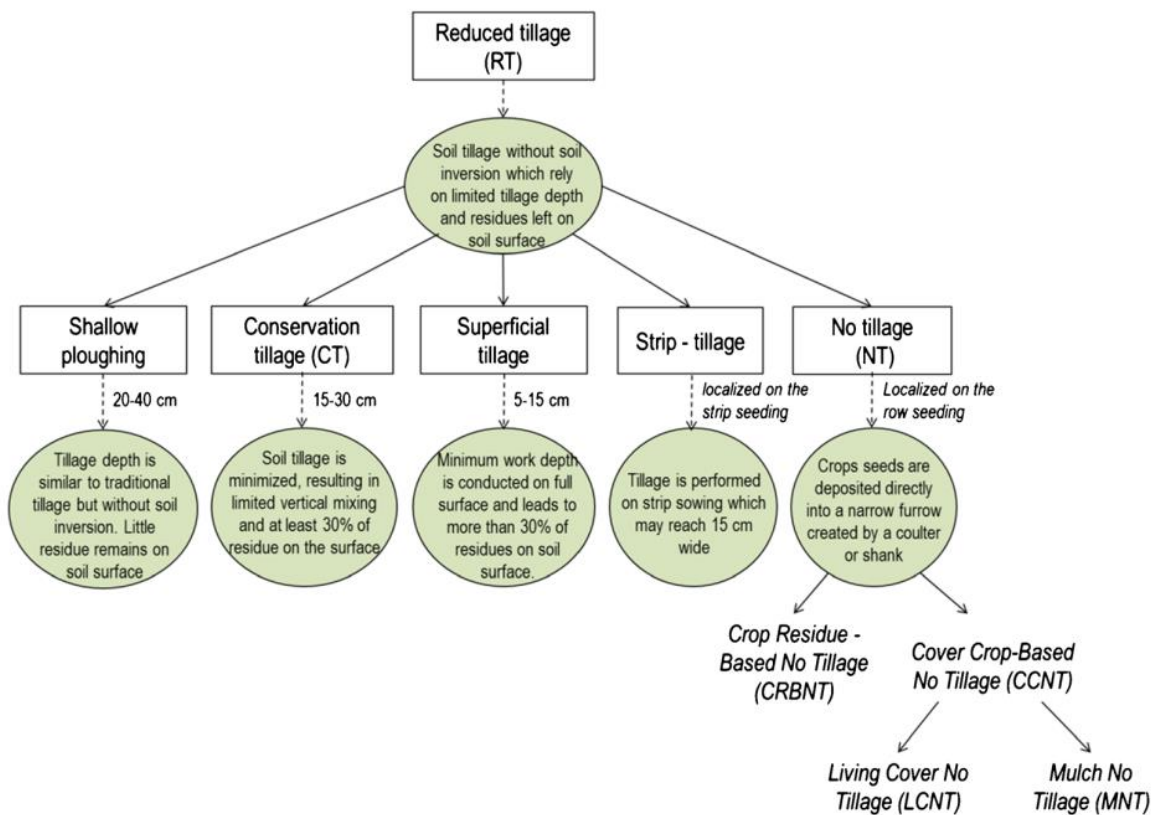 Reduced tillage
(RT)
Soil tillage without soil
inversion which rely
on limited tillage depth
and residues left on
soil surface
Shallow
ploughing
Conservation
tillage (CT)
Superficial
tillage
Strip - tillage
No tillage
(NT)
20-40 cm
15-30 cm
5-15 cm
localized on the
strip seeding
Localized on the
row seeding
Tillage depth is
similar to traditional
tillage but without soil
inversion. Little
residue remains on
soil surface
Soil tillage is
minimized, resulting in
limited vertical mixing
and at least 30% of
residue on the surface
Minimum work depth
is conducted on full
surface and leads to
more than 30% of
residues on soil
surface.
Tillage is performed
on strip sowing which
may reach 15 cm
wide
Crops seeds are
deposited directly
into a narrow furrow
created by a coulter
or shank
Crop Residue -
Based No Tillage
(CRBNT)
Cover Crop-Based
No Tillage (CCNT)
Living Cover No
Tillage (LCNT)
Mulch No
Tillage (MNT)